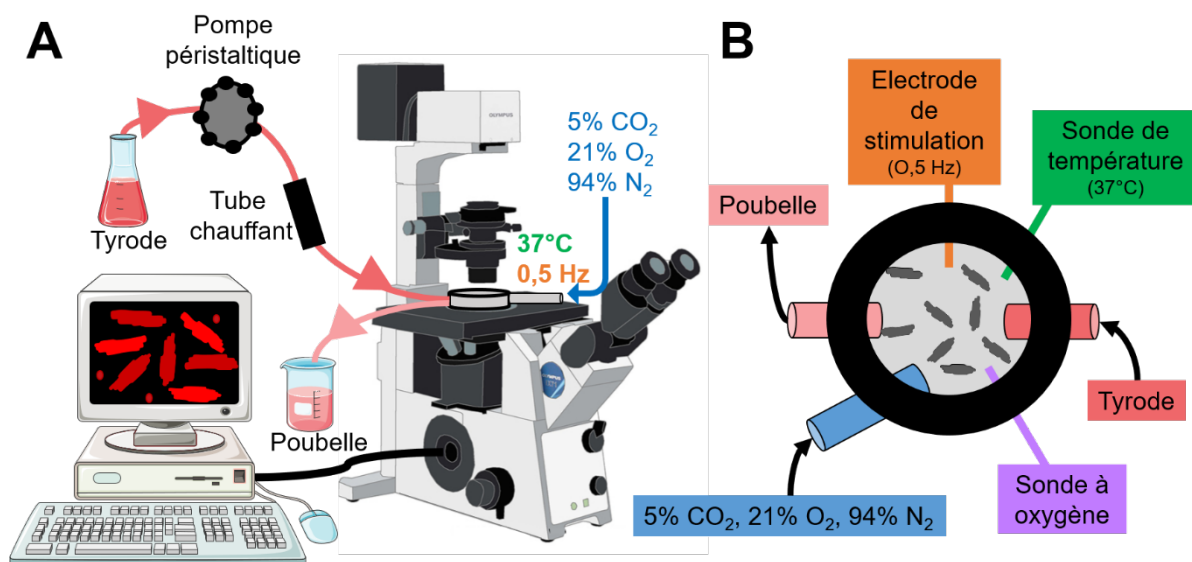 A
Pompe
péristaltique
Tyrode
Tube
chauffant
OLYMPUS
5% CO₂
21% O₂
94% N₂
37°C
0,5 Hz
Poubelle
B
Electrode
de
stimulation
(O,5 Hz)
Sonde de
température
(37°C)
Poubelle
Tyrode
Sonde à
oxygène
5% CO₂, 21% O₂, 94% N₂